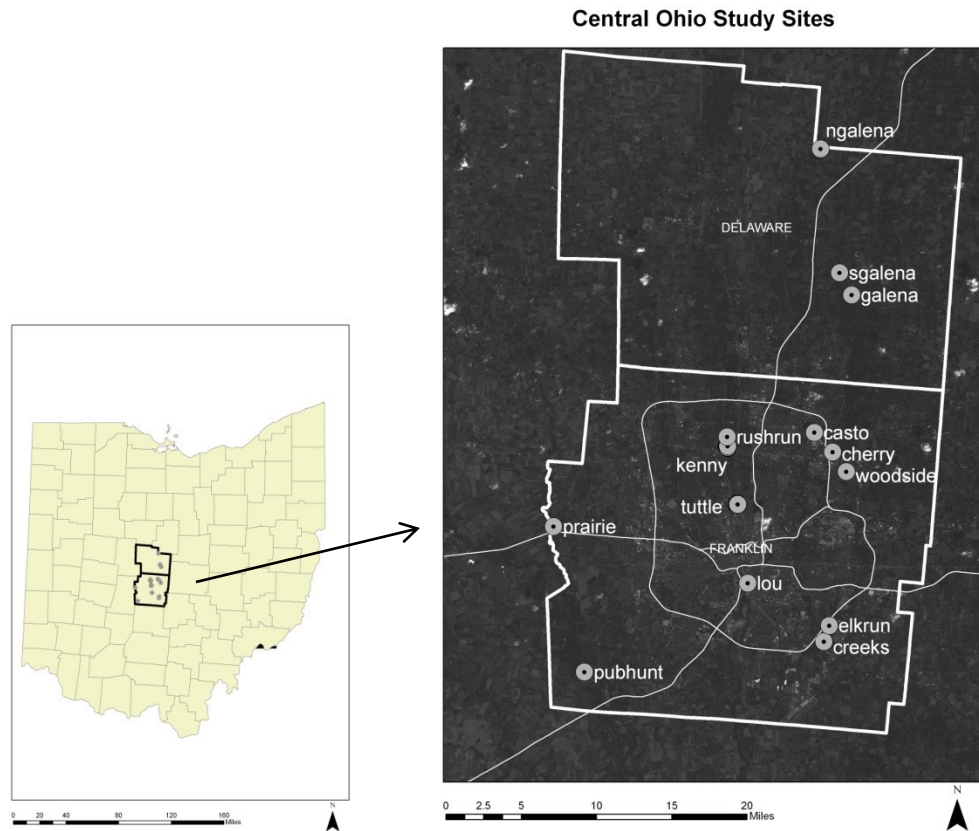 Central Ohio Study Sites
ngalena
DELAWARE
sgalena
galena
rushrun
casto
kenny
cherry
woodside
tuttle
prairie
FRANKLIN
lou
elkrun
creeks
pubhunt
N
0 20 40 80 120 160
Miles
N
0 2.5 5 10 15 20
Miles